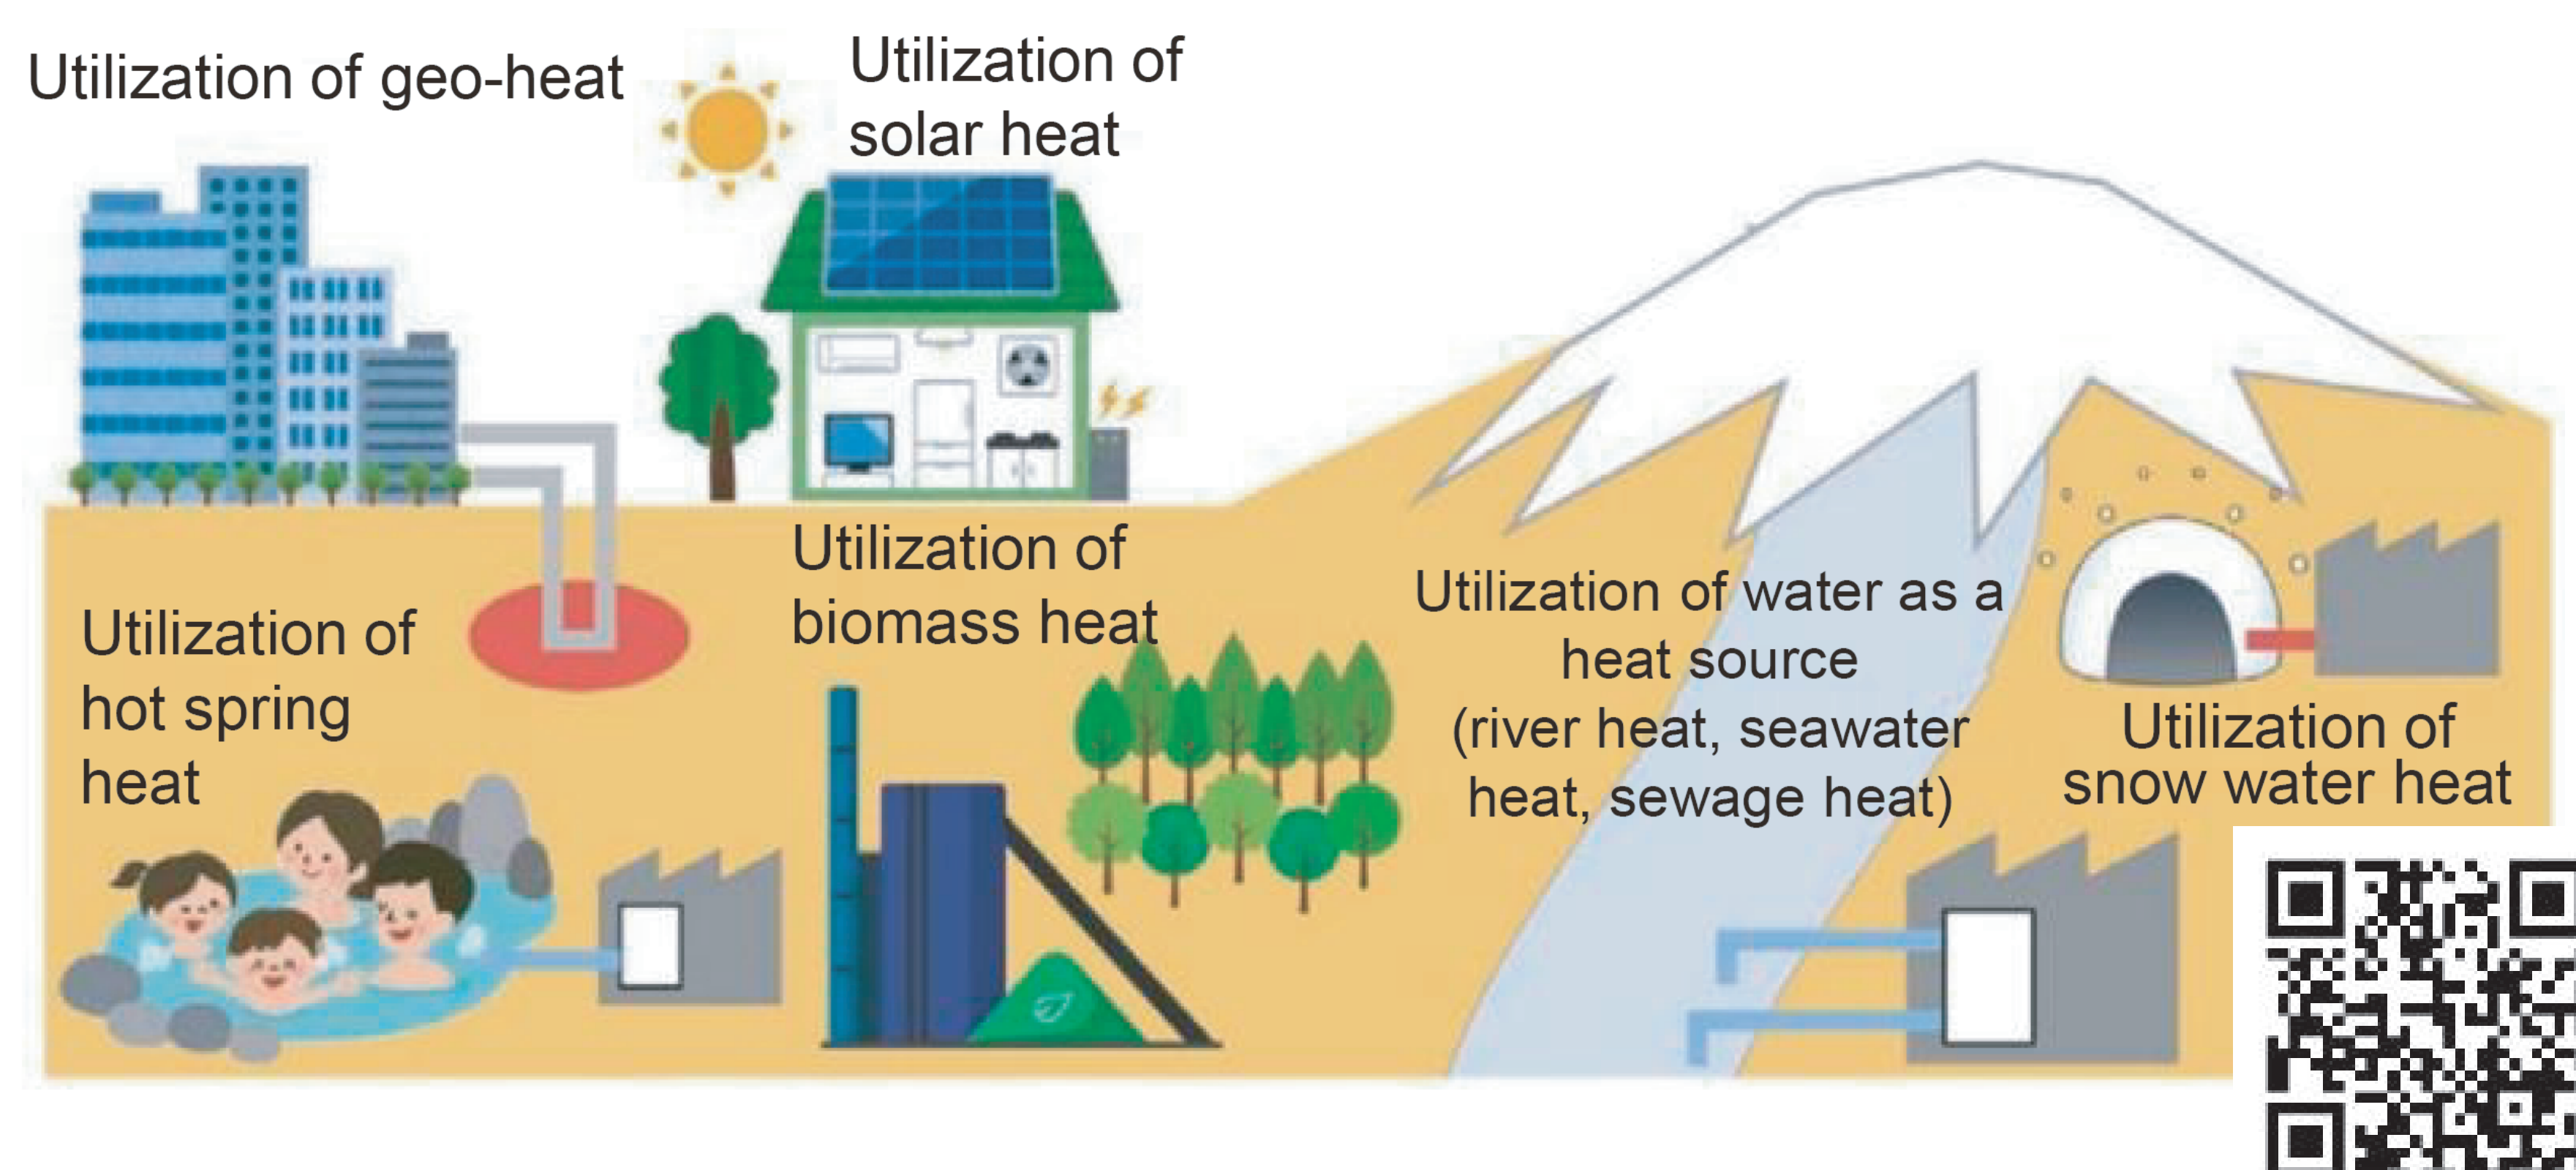 Utilization of geo-heat
Utilization of
solar heat
Utilization of
hot spring
heat
Utilization of
biomass heat
Utilization of water as a
heat source
(river heat, seawater
heat, sewage heat)
Utilization of
snow water heat